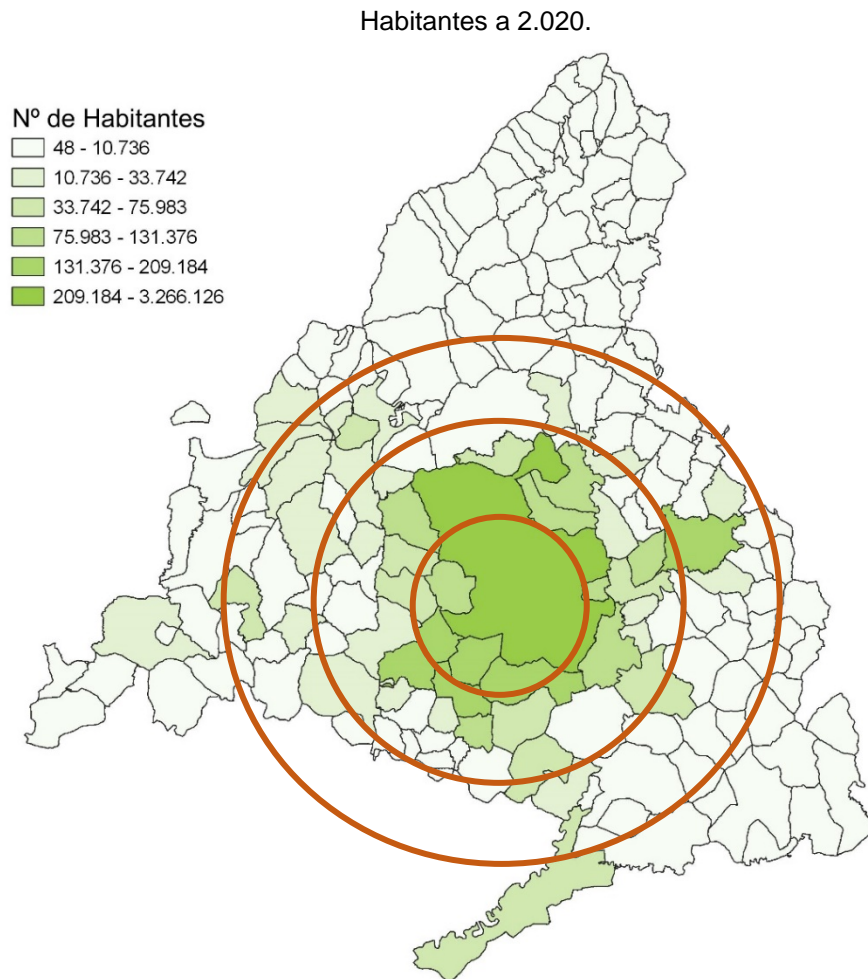 Habitantes a 2.020.
Nº de Habitantes
48 - 10.736
10.736 - 33.742
33.742 - 75.983
75.983 - 131.376
131.376 - 209.184
209.184 - 3.266.126